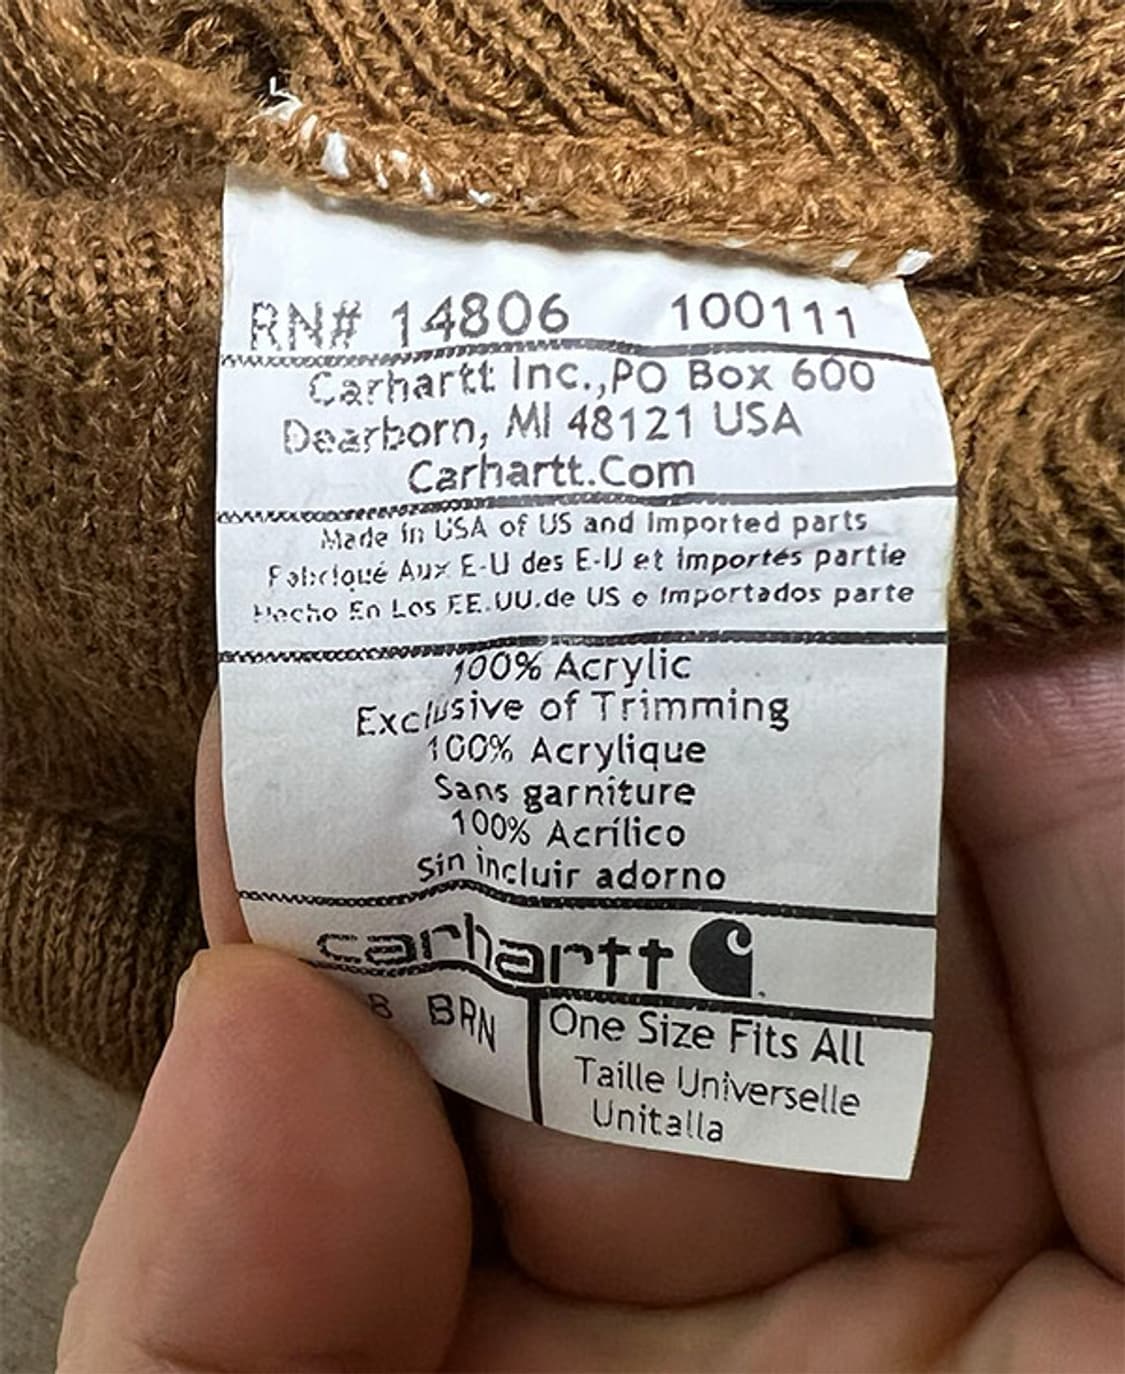 RN# 14806 100111
Carhartt Inc.,PO Box 600
Dearborn, MI 48121 USA
Carhartt.Com
Made in USA of US and Imported parts
Fabriqué Aux E-U des E-U et importés partie
Hecho En Los EE.UU.de US o Importados parte
100% Acrylic
Exclusive of Trimming
100% Acrylique
Sans garniture
100% Acrílico
Sin incluir adorno
carhartt
BRN
One Size Fits All
Taille Universelle
Unitalla